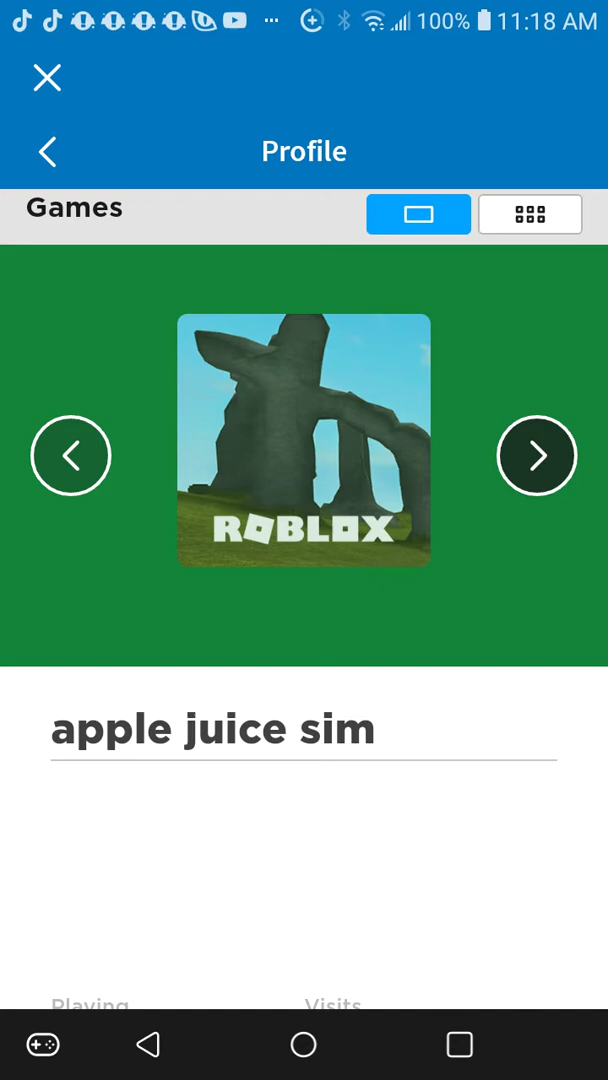 100% 11:18 AM
Profile
Games
ROBLOX
apple juice sim
Playing
Visits